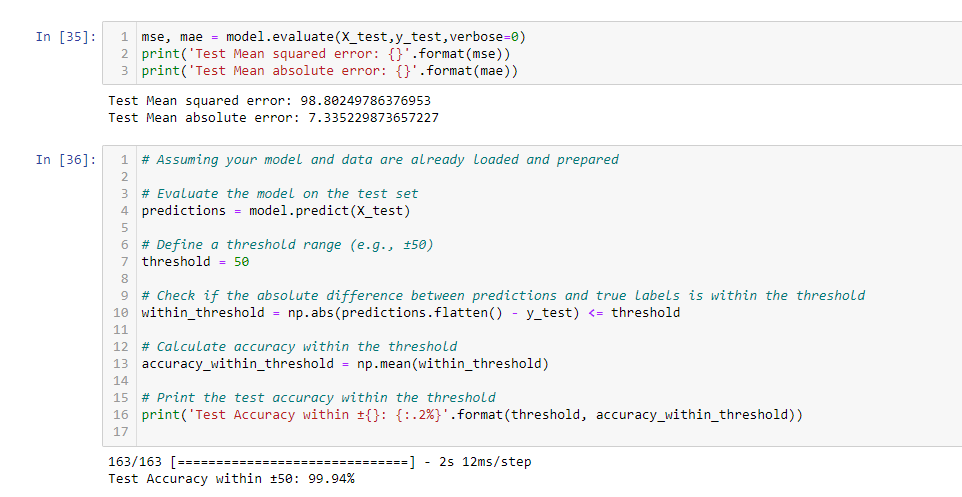 In [35]:
1 mse, mae = model.evaluate(X_test,y_test,verbose=0)
2 print('Test Mean squared error: {}'.format(mse))
3 print('Test Mean absolute error: {}'.format(mae))
Test Mean squared error: 98.80249786376953
Test Mean absolute error: 7.335229873657227
In [36]:
1 # Assuming your model and data are already loaded and prepared
2
3 # Evaluate the model on the test set
4 predictions = model.predict(X_test)
5
6 # Define a threshold range (e.g., ±50)
7 threshold = 50
8
9 # Check if the absolute difference between predictions and true labels is within the threshold
10 within_threshold = np.abs(predictions.flatten() - y_test) <= threshold
11
12 # Calculate accuracy within the threshold
13 accuracy_within_threshold = np.mean(within_threshold)
14
15 # Print the test accuracy within the threshold
16 print('Test Accuracy within ±{}: {:.2%}'.format(threshold, accuracy_within_threshold))
17
163/163 [==============================] - 2s 12ms/step
Test Accuracy within ±50: 99.94%